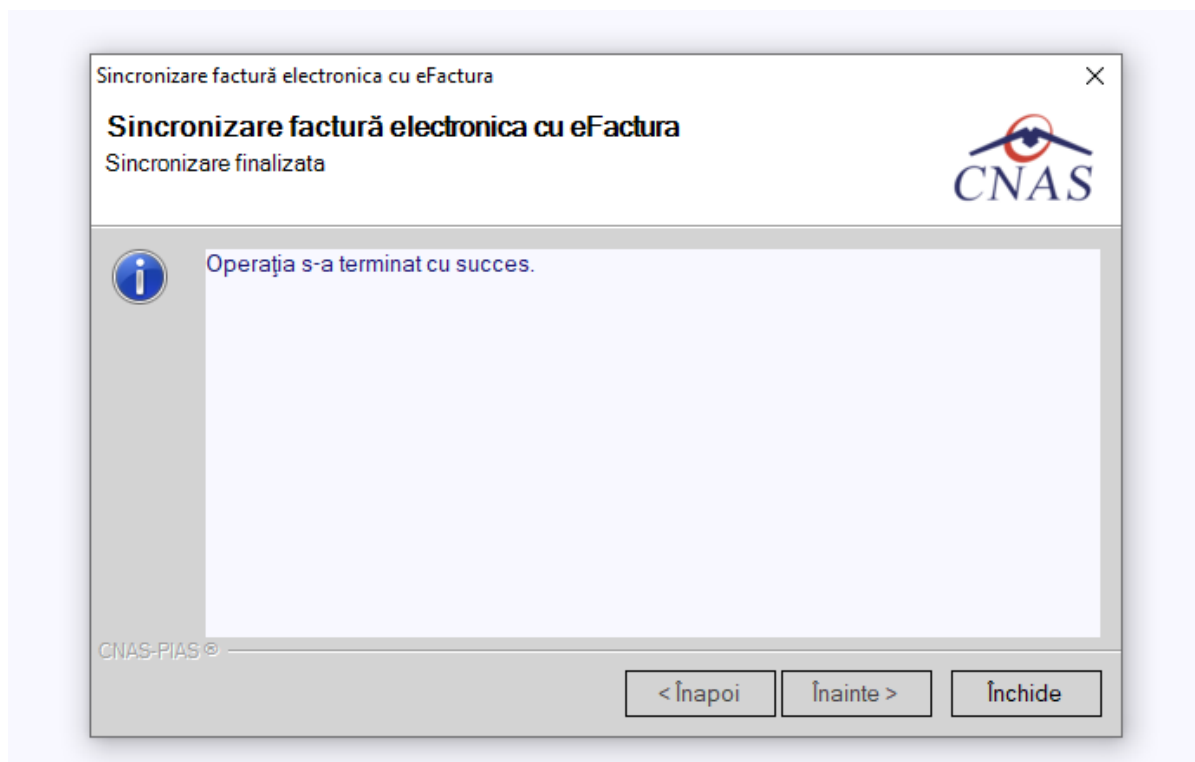 Sincronizare factură electronica cu eFactura
Sincronizare factură electronica cu eFactura
Sincronizare finalizata
CNAS
Operaţia s-a terminat cu succes.
CNAS-PIAS ®
< Înapoi
Înainte >
Închide